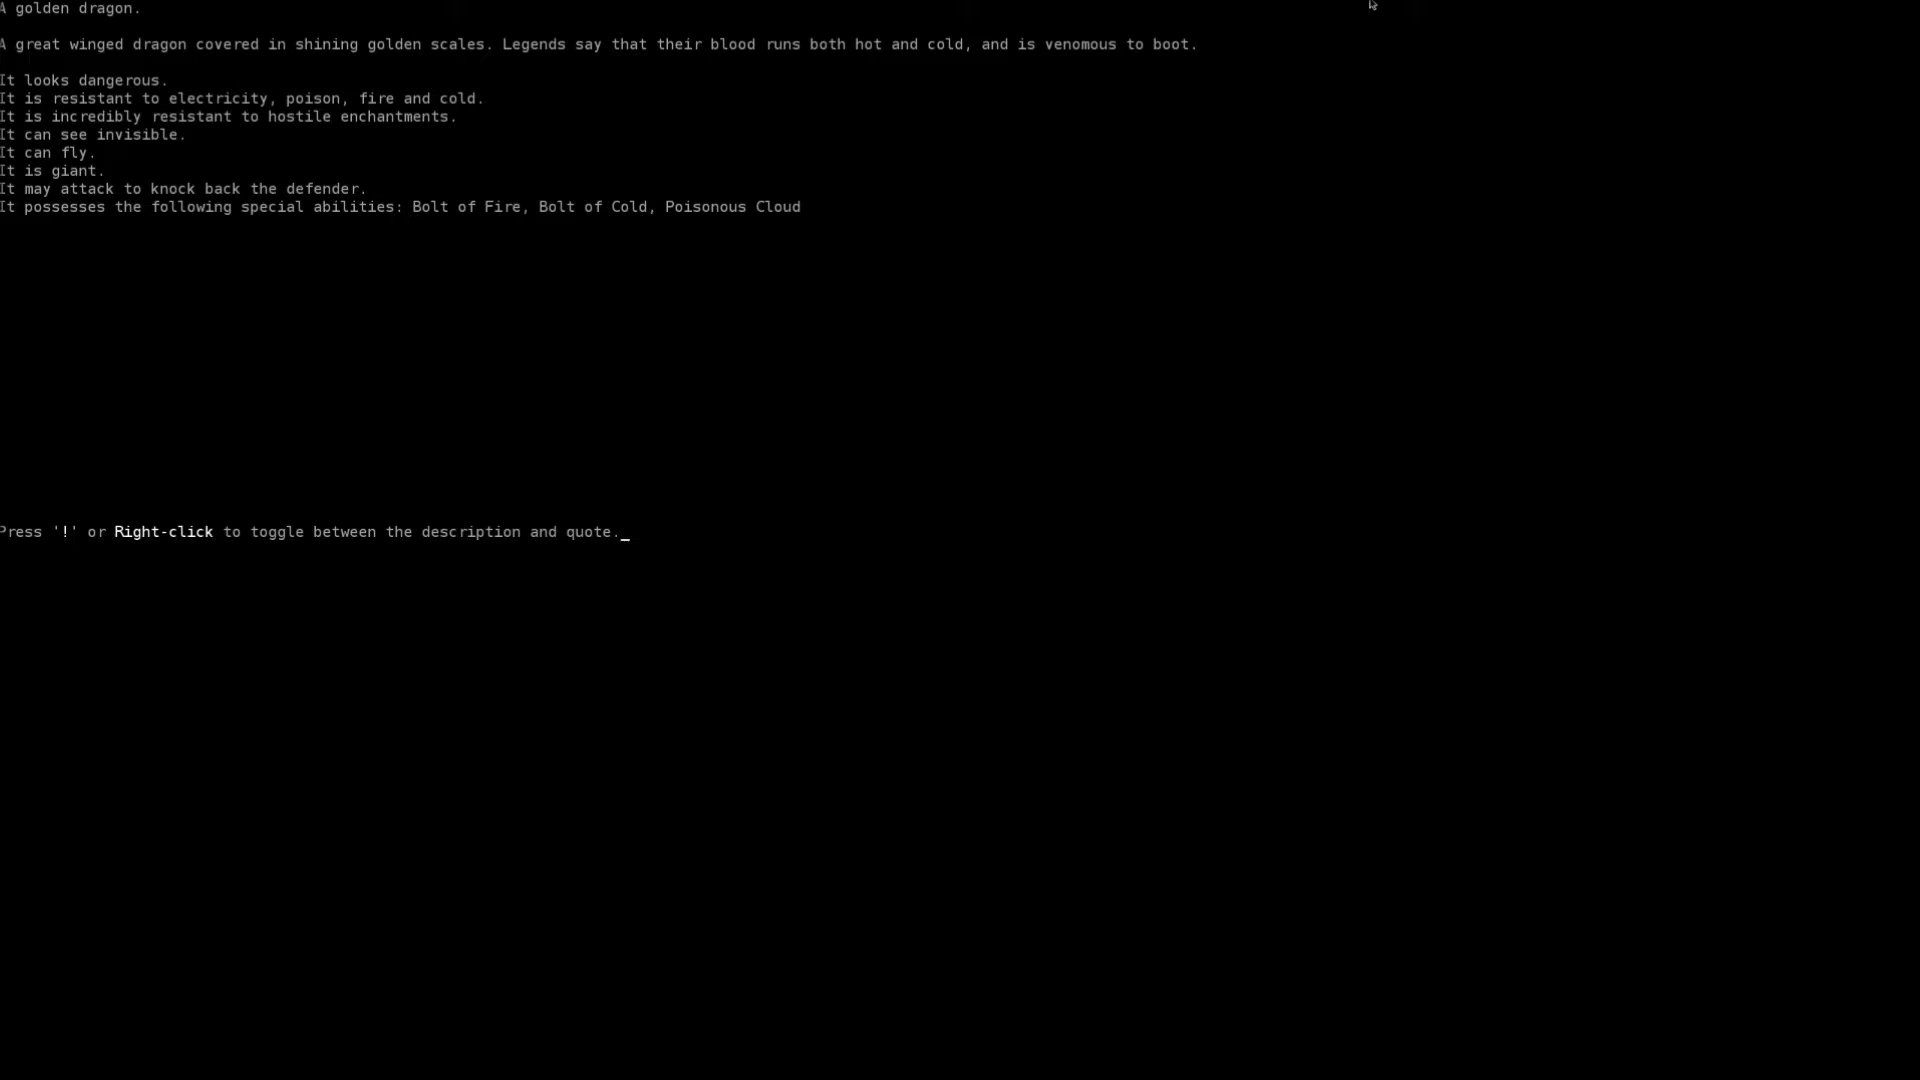 A golden dragon.
A great winged dragon covered in shining golden scales. Legends say that their blood runs both hot and cold, and is venomous to boot.
It looks dangerous.
It is resistant to electricity, poison, fire and cold.
It is incredibly resistant to hostile enchantments.
It can see invisible.
It can fly.
It is giant.
It may attack to knock back the defender.
It possesses the following special abilities: Bolt of Fire, Bolt of Cold, Poisonous Cloud
Press '!' or Right-click to toggle between the description and quote._